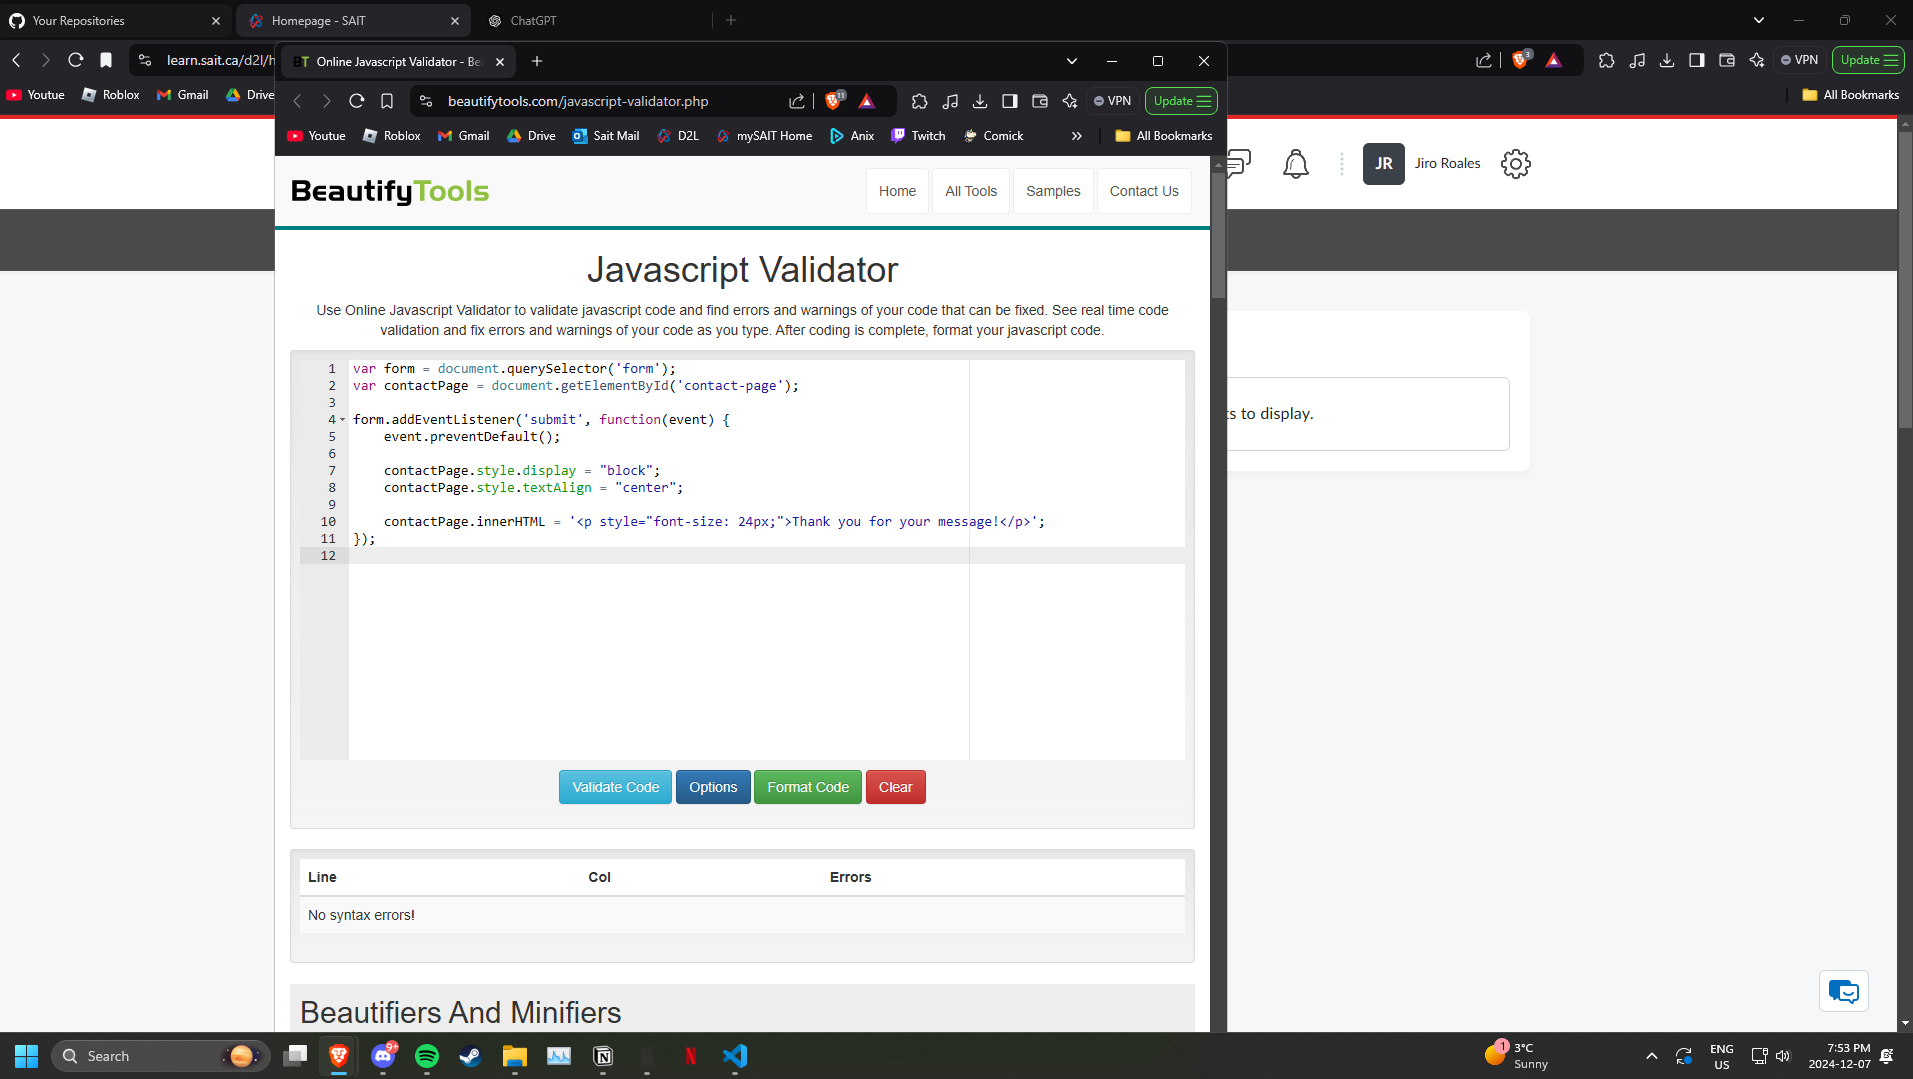 Your Repositories
Homepage - SAIT
ChatGPT
learn.sait.ca/d2l/h
VPN
Update
Youtue
Roblox
Gmail
Drive
All Bookmarks
Online Javascript Validator - Be
beautifytools.com/javascript-validator.php
11
VPN
Update
Youtue
Roblox
Gmail
Drive
Sait Mail
D2L
mySAIT Home
Anix
Twitch
Comick
»
All Bookmarks
JR
Jiro Roales
BeautifyTools
Home
All Tools
Samples
Contact Us
Javascript Validator
Use Online Javascript Validator to validate javascript code and find errors and warnings of your code that can be fixed. See real time code
validation and fix errors and warnings of your code as you type. After coding is complete, format your javascript code.
1 var form = document.querySelector('form');
2 var contactPage = document.getElementById('contact-page');
3
4 form.addEventListener('submit', function(event) {
5 event.preventDefault();
6
7 contactPage.style.display = "block";
8 contactPage.style.textAlign = "center";
9
10 contactPage.innerHTML = '<p style="font-size: 24px;">Thank you for your message!</p>';
11 });
12
ts to display.
Validate Code
Options
Format Code
Clear
Line Col Errors
No syntax errors!
Beautifiers And Minifiers
Search
9+
1
3°C
Sunny
ENG
US
7:53 PM
2024-12-07